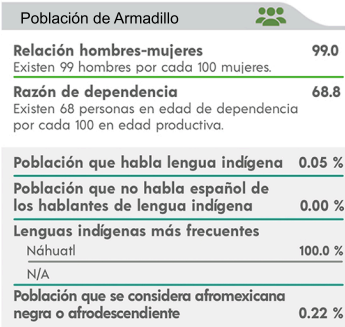 Población de Armadillo
Relación hombres-mujeres 99.0
Existen 99 hombres por cada 100 mujeres.
Razón de dependencia 68.8
Existen 68 personas en edad de dependencia
por cada 100 en edad productiva.
Población que habla lengua indígena 0.05 %
Población que no habla español de
los hablantes de lengua indígena 0.00 %
Lenguas indígenas más frecuentes
Náhuatl 100.0 %
N/A
Población que se considera afromexicana
negra o afrodescendiente 0.22 %